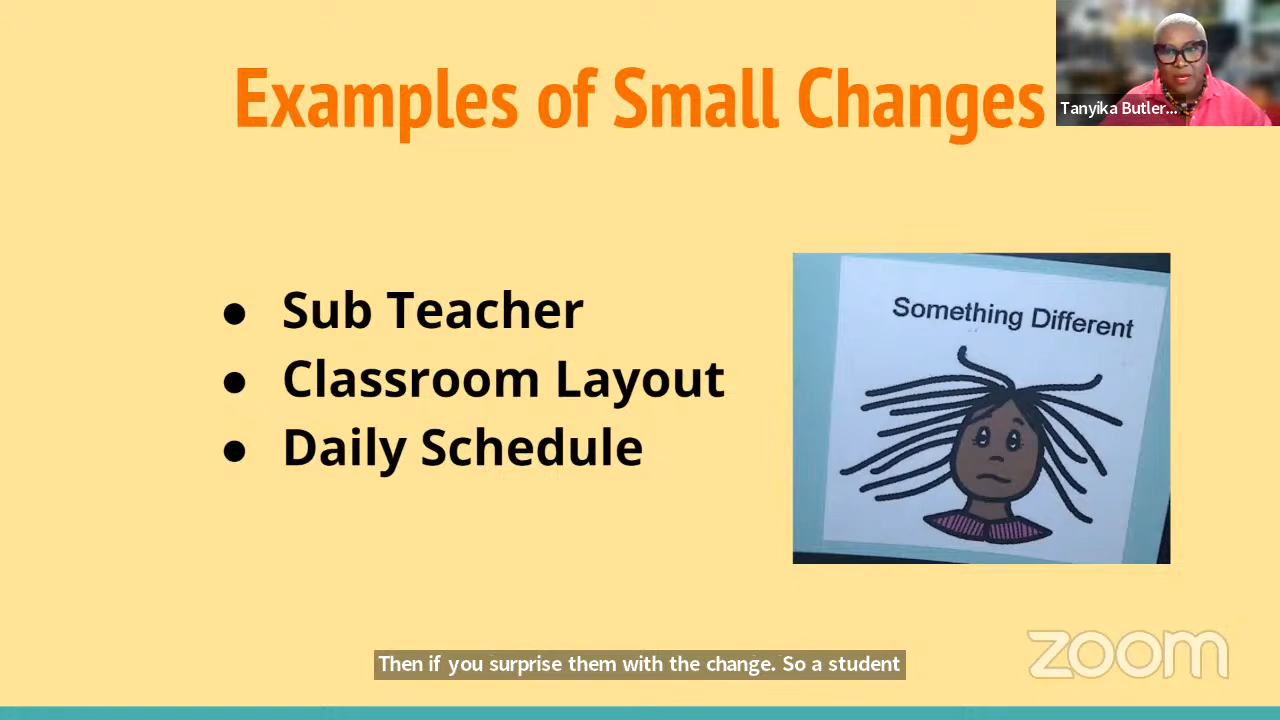 Examples of Small Changes
Tanyika Butler...
● Sub Teacher
● Classroom Layout
● Daily Schedule
Something Different
Then if you surprise them with the change. So a student
zoom